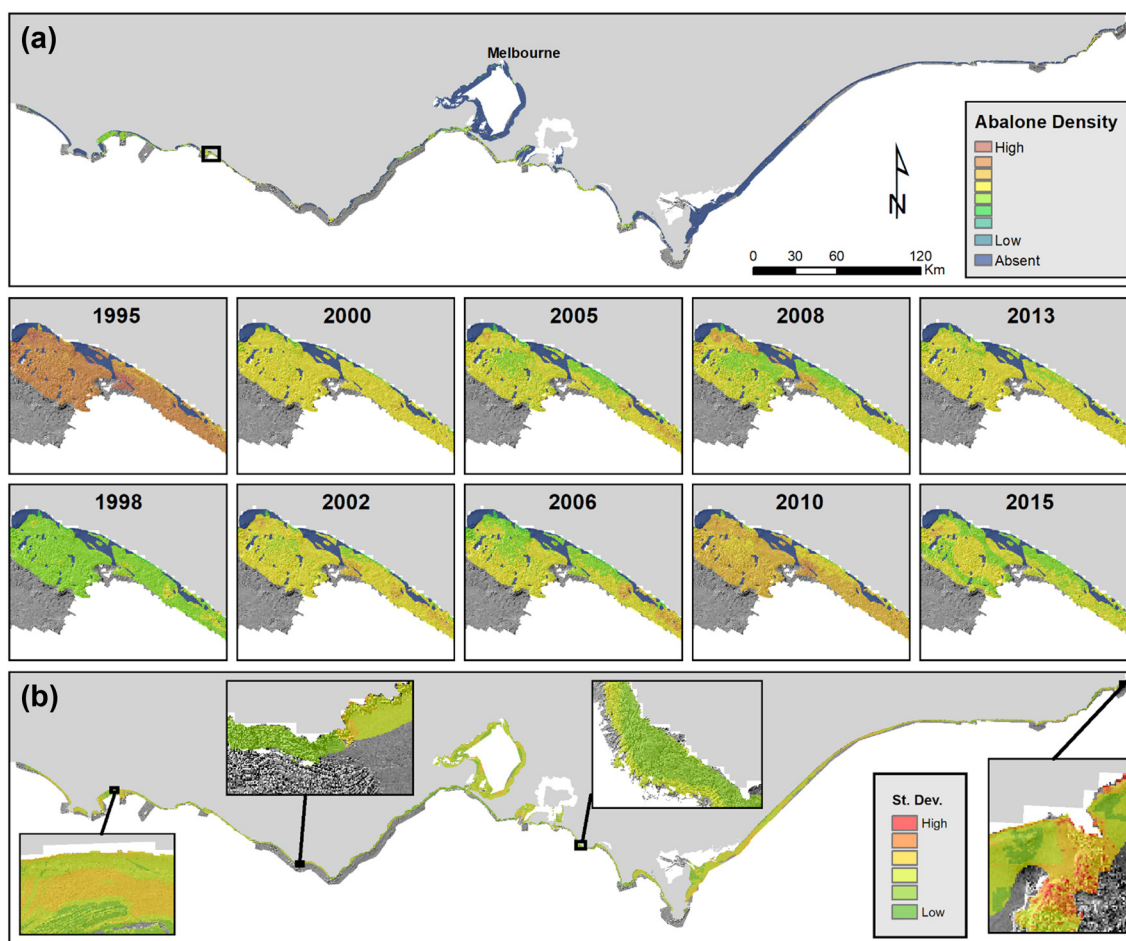 (a)
Melbourne
Abalone Density
High
Low
Absent
N
0 30 60 120
Km
1995
2000
2005
2008
2013
1998
2002
2006
2010
2015
(b)
St. Dev.
High
Low